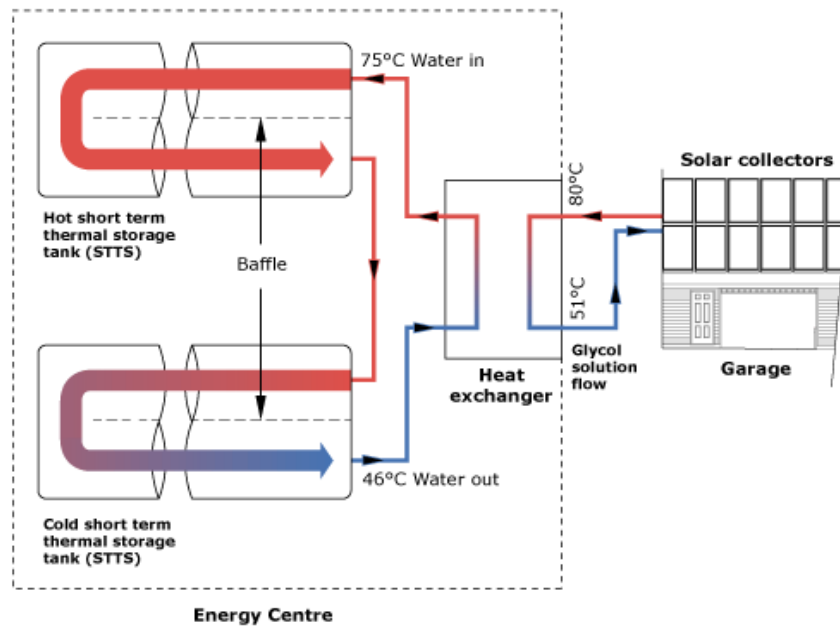 75°C Water in
Hot short term
thermal storage
tank (STTS)
Baffle
80°C
51°C
Solar collectors
Glycol
solution
flow
Garage
Heat
exchanger
46°C Water out
Cold short term
thermal storage
tank (STTS)
Energy Centre